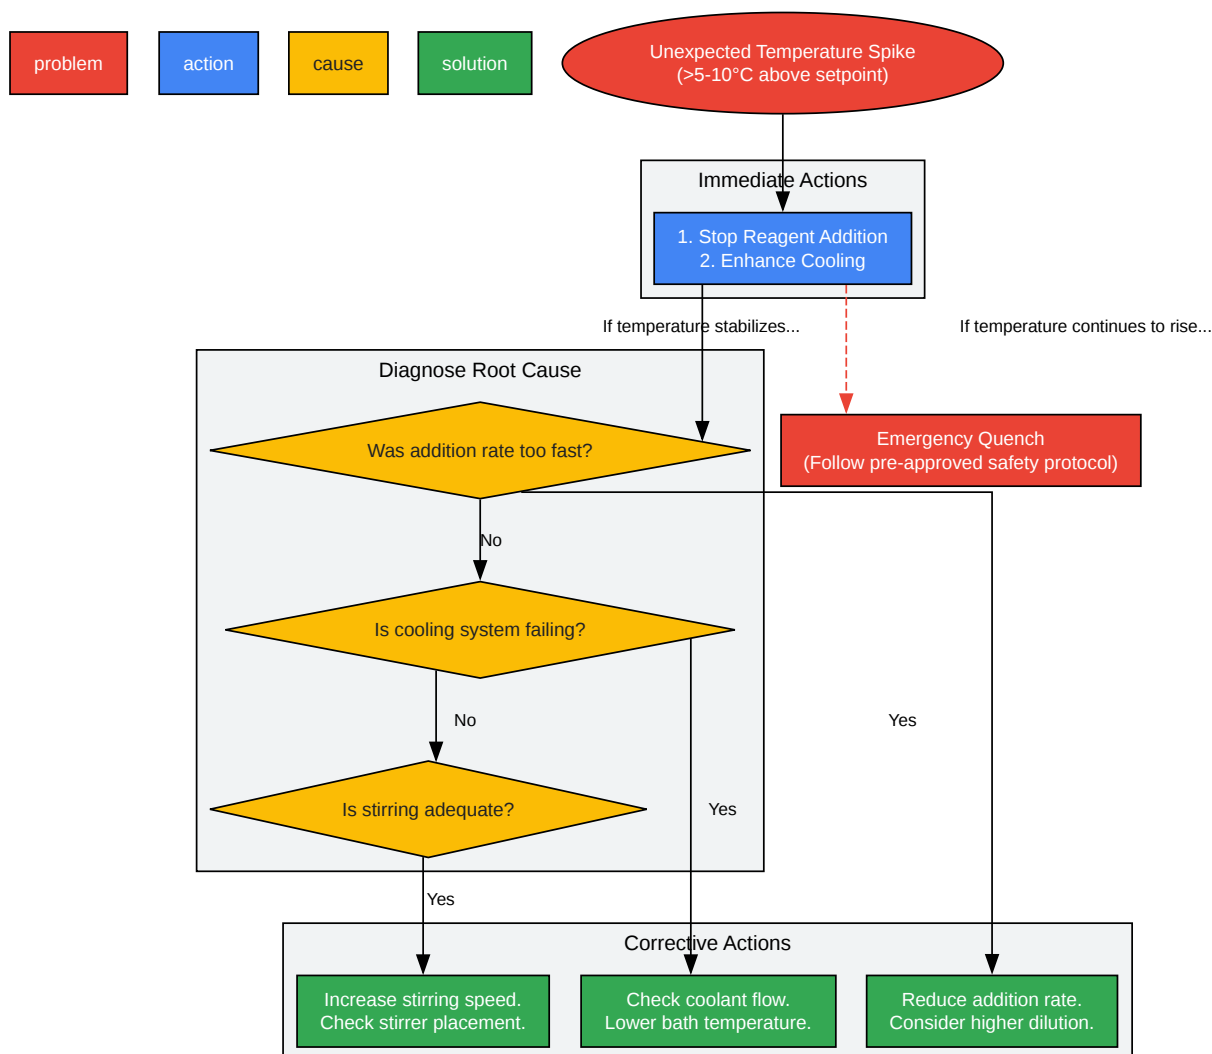 problem
action
cause
solution
Unexpected Temperature Spike
(>5-10°C above setpoint)
Immediate Actions
1. Stop Reagent Addition
2. Enhance Cooling
If temperature stabilizes...
If temperature continues to rise...
Diagnose Root Cause
Was addition rate too fast?
Emergency Quench
(Follow pre-approved safety protocol)
No
Is cooling system failing?
No
Yes
Is stirring adequate?
Yes
Yes
Corrective Actions
Increase stirring speed.
Check stirrer placement.
Check coolant flow.
Lower bath temperature.
Reduce addition rate.
Consider higher dilution.